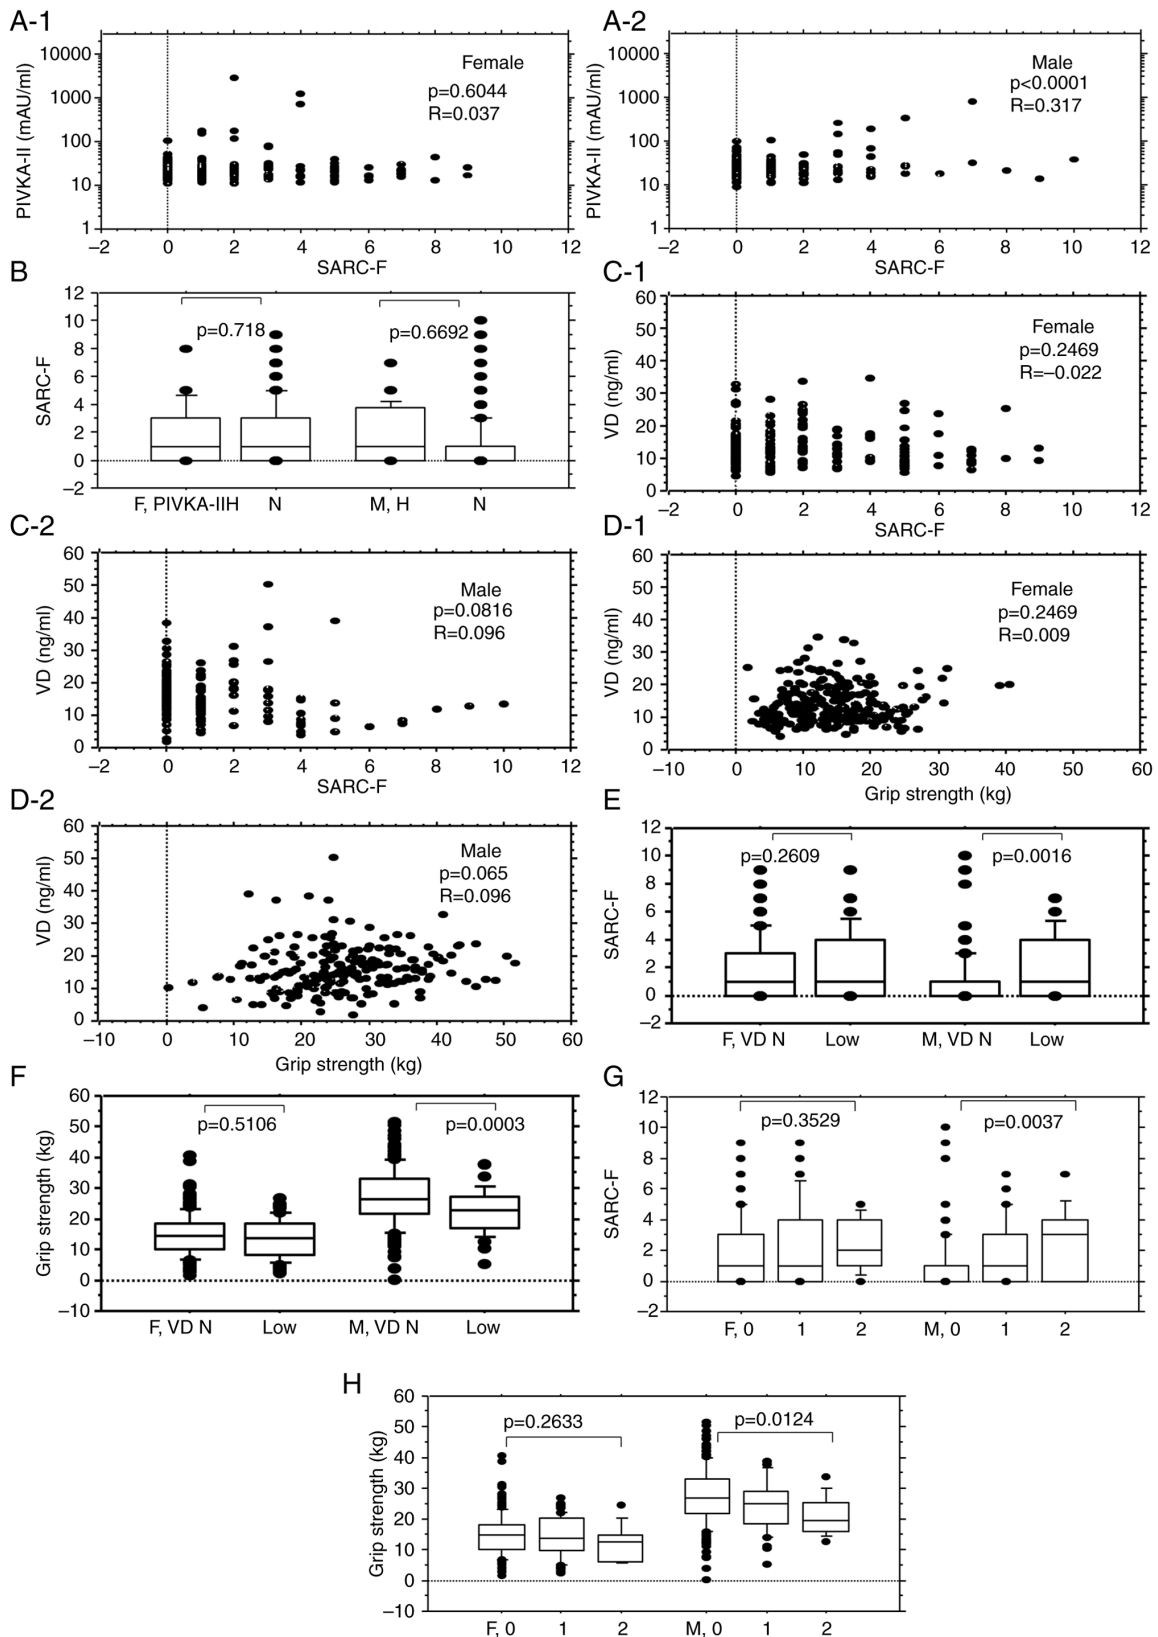 A-1
10000
1000
100
10
1
PIVKA-II (mAU/ml)
Female
p=0.6044
R=0.037
−2 0 2 4 6 8 10 12
SARC-F
A-2
10000
1000
100
10
1
PIVKA-II (mAU/ml)
Male
p<0.0001
R=0.317
−2 0 2 4 6 8 10 12
SARC-F
B
12
10
8
6
4
2
0
−2
SARC-F
p=0.718
p=0.6692
F, PIVKA-IIH N M, H N
C-1
60
50
40
30
20
10
0
VD (ng/ml)
Female
p=0.2469
R=−0.022
−2 0 2 4 6 8 10 12
SARC-F
C-2
60
50
40
30
20
10
0
VD (ng/ml)
Male
p=0.0816
R=0.096
−2 0 2 4 6 8 10 12
SARC-F
D-1
60
50
40
30
20
10
0
VD (ng/ml)
Female
p=0.2469
R=0.009
−10 0 10 20 30 40 50 60
Grip strength (kg)
D-2
60
50
40
30
20
10
0
VD (ng/ml)
Male
p=0.065
R=0.096
−10 0 10 20 30 40 50 60
Grip strength (kg)
E
12
10
8
6
4
2
0
−2
SARC-F
p=0.2609
p=0.0016
F, VD N Low M, VD N Low
F
60
50
40
30
20
10
0
−10
Grip strength (kg)
p=0.5106
p=0.0003
F, VD N Low M, VD N Low
G
12
10
8
6
4
2
0
−2
SARC-F
p=0.3529
p=0.0037
F, 0 1 2 M, 0 1 2
H
60
50
40
30
20
10
0
−10
Grip strength (kg)
p=0.2633
p=0.0124
F, 0 1 2 M, 0 1 2